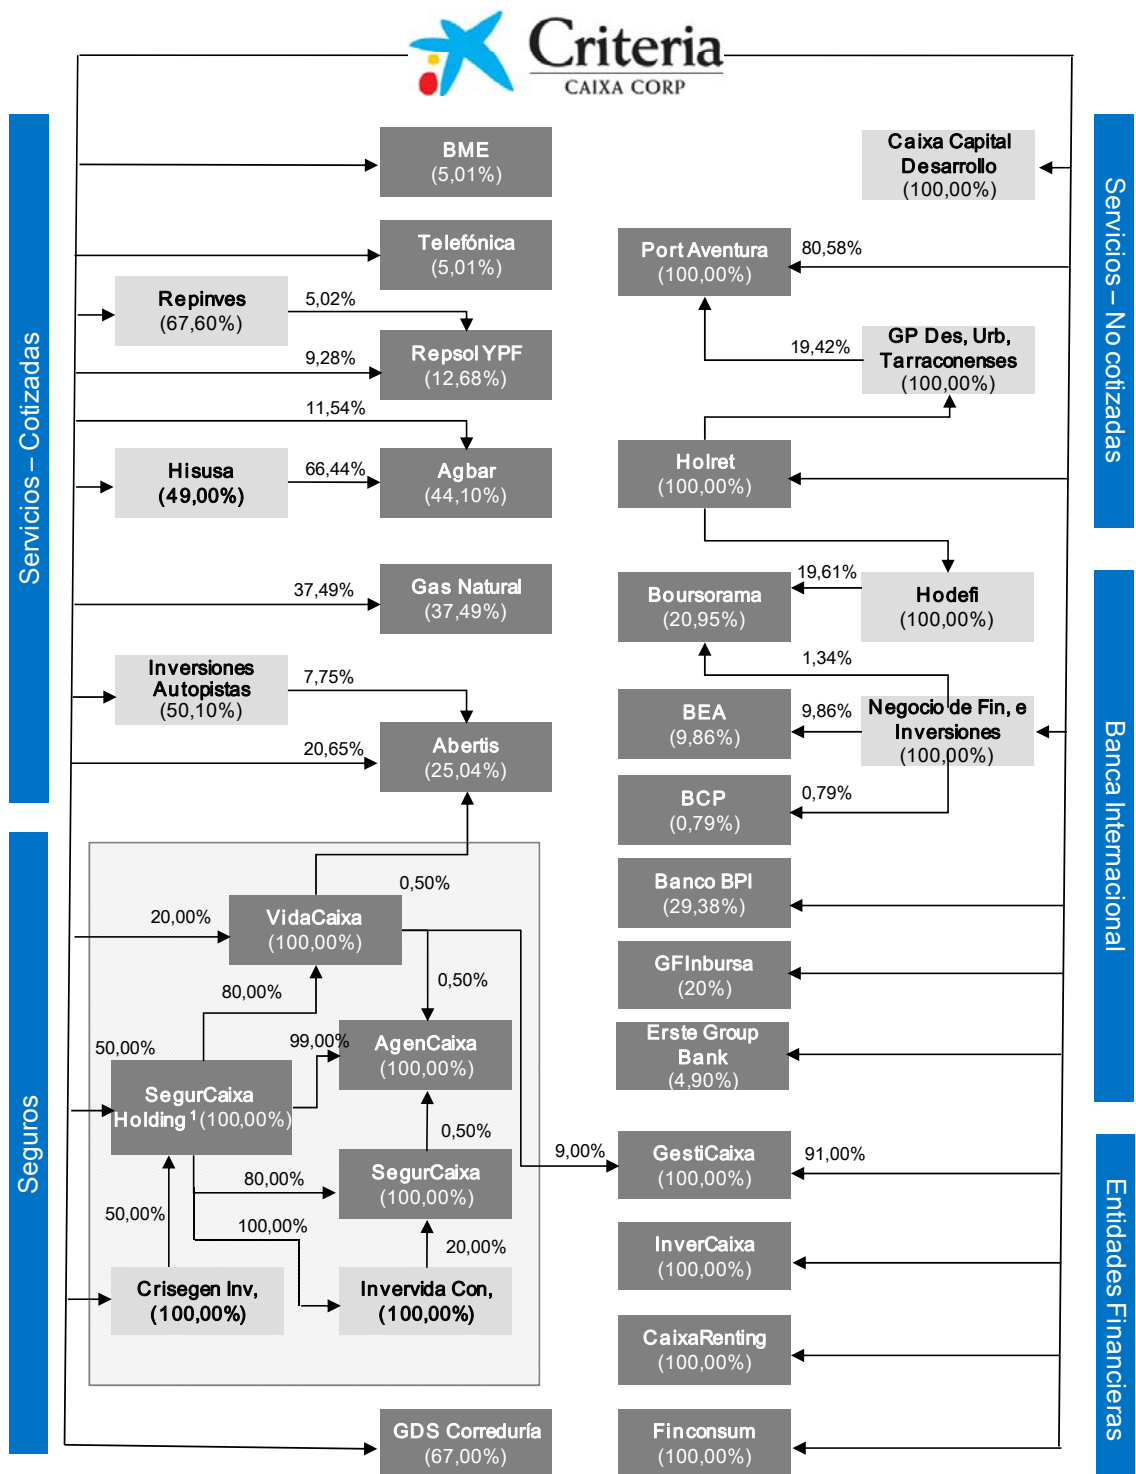 Criteria
CAIXA CORP
Servicios – Cotizadas
BME
(5,01%)
Telefónica
(5,01%)
Repinves
(67,60%)
5,02%
9,28%
Repsol YPF
(12,68%)
11,54%
Hisusa
(49,00%)
66,44%
Agbar
(44,10%)
37,49%
Gas Natural
(37,49%)
Inversiones
Autopistas
(50,10%)
7,75%
20,65%
Abertis
(25,04%)
Seguros
0,50%
20,00%
VidaCaixa
(100,00%)
80,00%
0,50%
50,00%
99,00%
AgenCaixa
(100,00%)
SegurCaixa
Holding ¹ (100,00%)
0,50%
80,00%
SegurCaixa
(100,00%)
50,00%
100,00%
20,00%
Crisegen Inv,
(100,00%)
Invervida Con,
(100,00%)
GDS Correduría
(67,00%)
Servicios – No cotizadas
Caixa Capital
Desarrollo
(100,00%)
Port Aventura
(100,00%)
80,58%
19,42%
GP Des, Urb,
Tarraconenses
(100,00%)
Holret
(100,00%)
Banca Internacional
Boursorama
(20,95%)
19,61%
Hodefi
(100,00%)
1,34%
BEA
(9,86%)
9,86%
Negocio de Fin, e
Inversiones
(100,00%)
BCP
(0,79%)
0,79%
Banco BPI
(29,38%)
GFInbursa
(20%)
Erste Group
Bank
(4,90%)
Entidades Financieras
9,00%
GestiCaixa
(100,00%)
91,00%
InverCaixa
(100,00%)
CaixaRenting
(100,00%)
Finconsum
(100,00%)